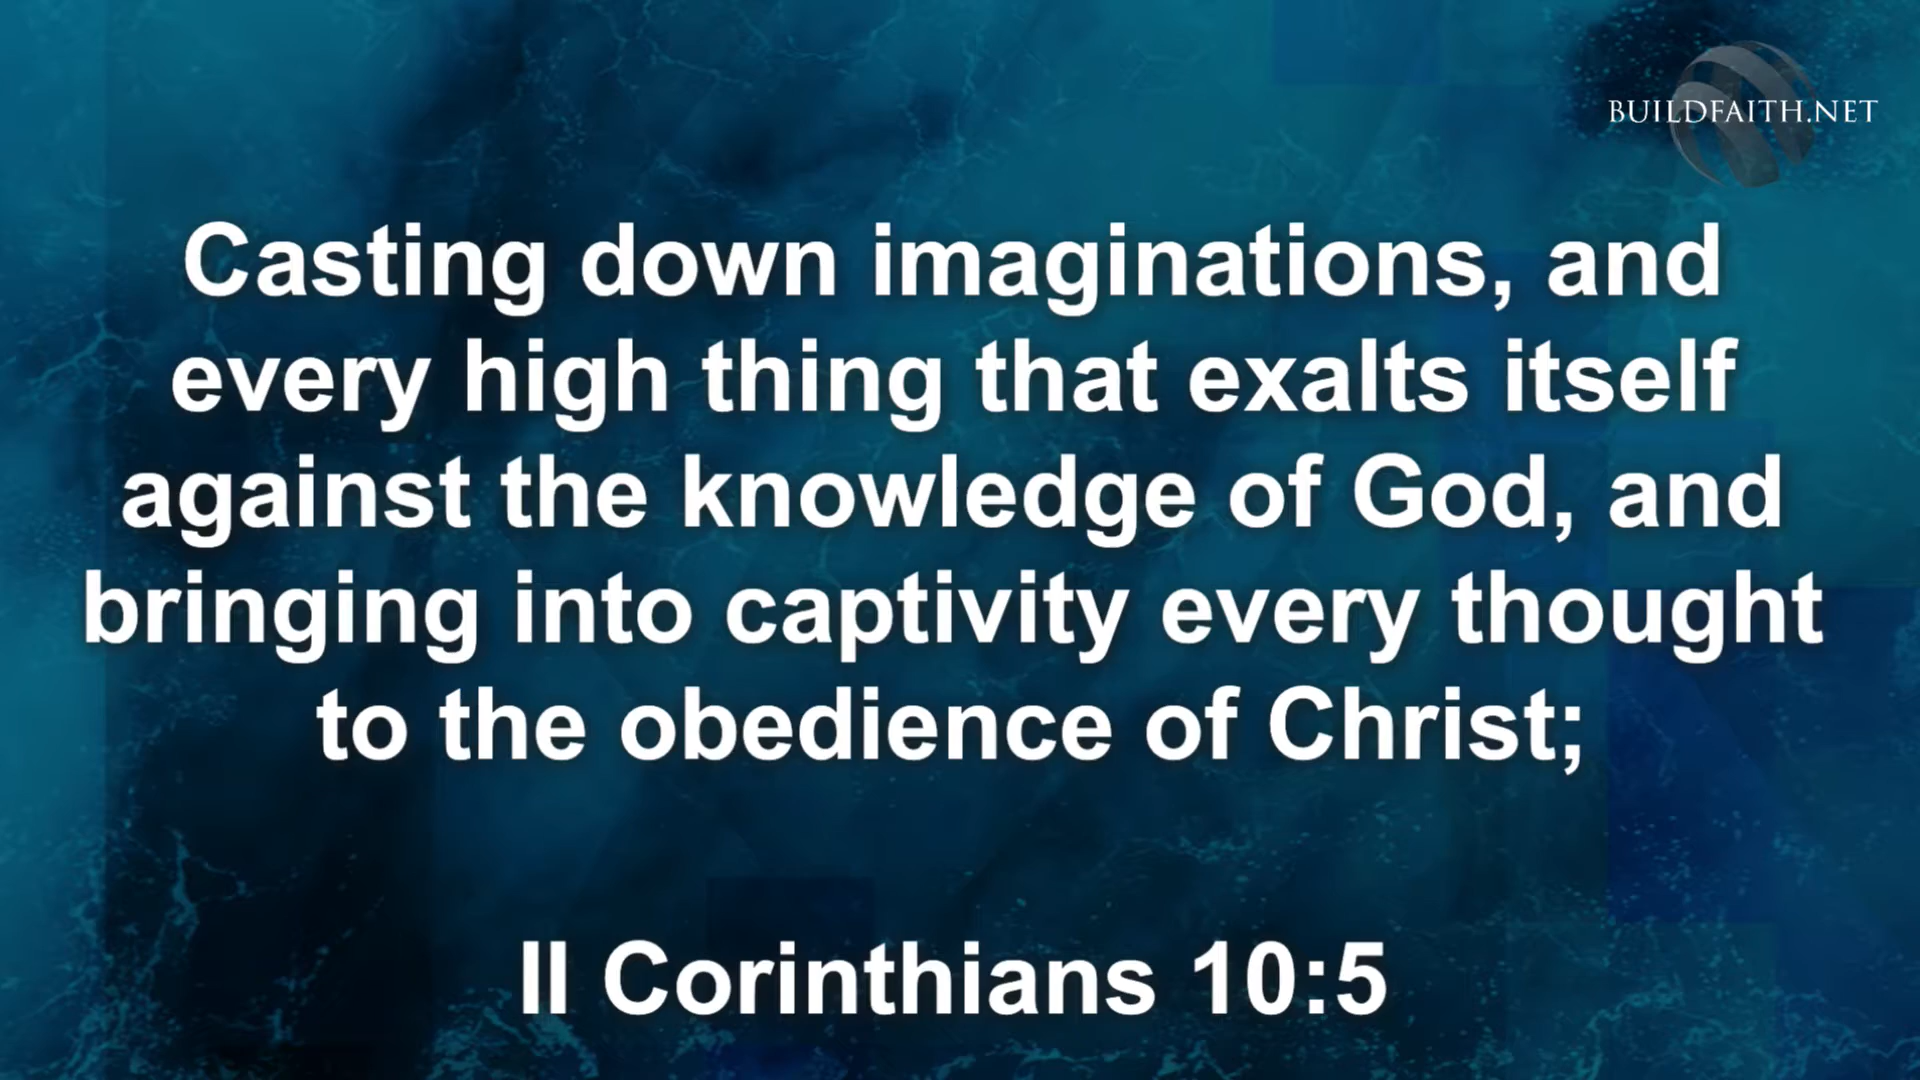 BUILDFAITH.NET
Casting down imaginations, and
every high thing that exalts itself
against the knowledge of God, and
bringing into captivity every thought
to the obedience of Christ;
II Corinthians 10:5